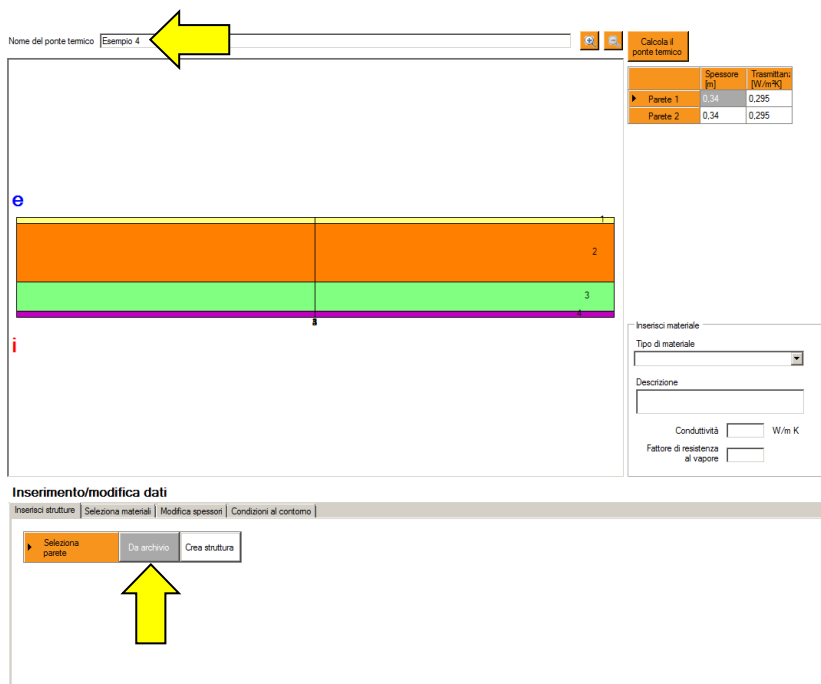 Nome del ponte termico Esempio 4
Calcola il
ponte termico
Spessore
[m]
Trasmittan:
[W/m²K]
Parete 1 0,34 0,295
Parete 2 0,34 0,295
e
1
2
3
4
i
Inserisci materiale
Tipo di materiale
Descrizione
Conduttività W/m K
Fattore di resistenza
al vapore
Inserimento/modifica dati
Inserisci strutture Seleziona materiali Modifica spessori Condizioni al contorno
Seleziona
parete
Da archivio Crea struttura